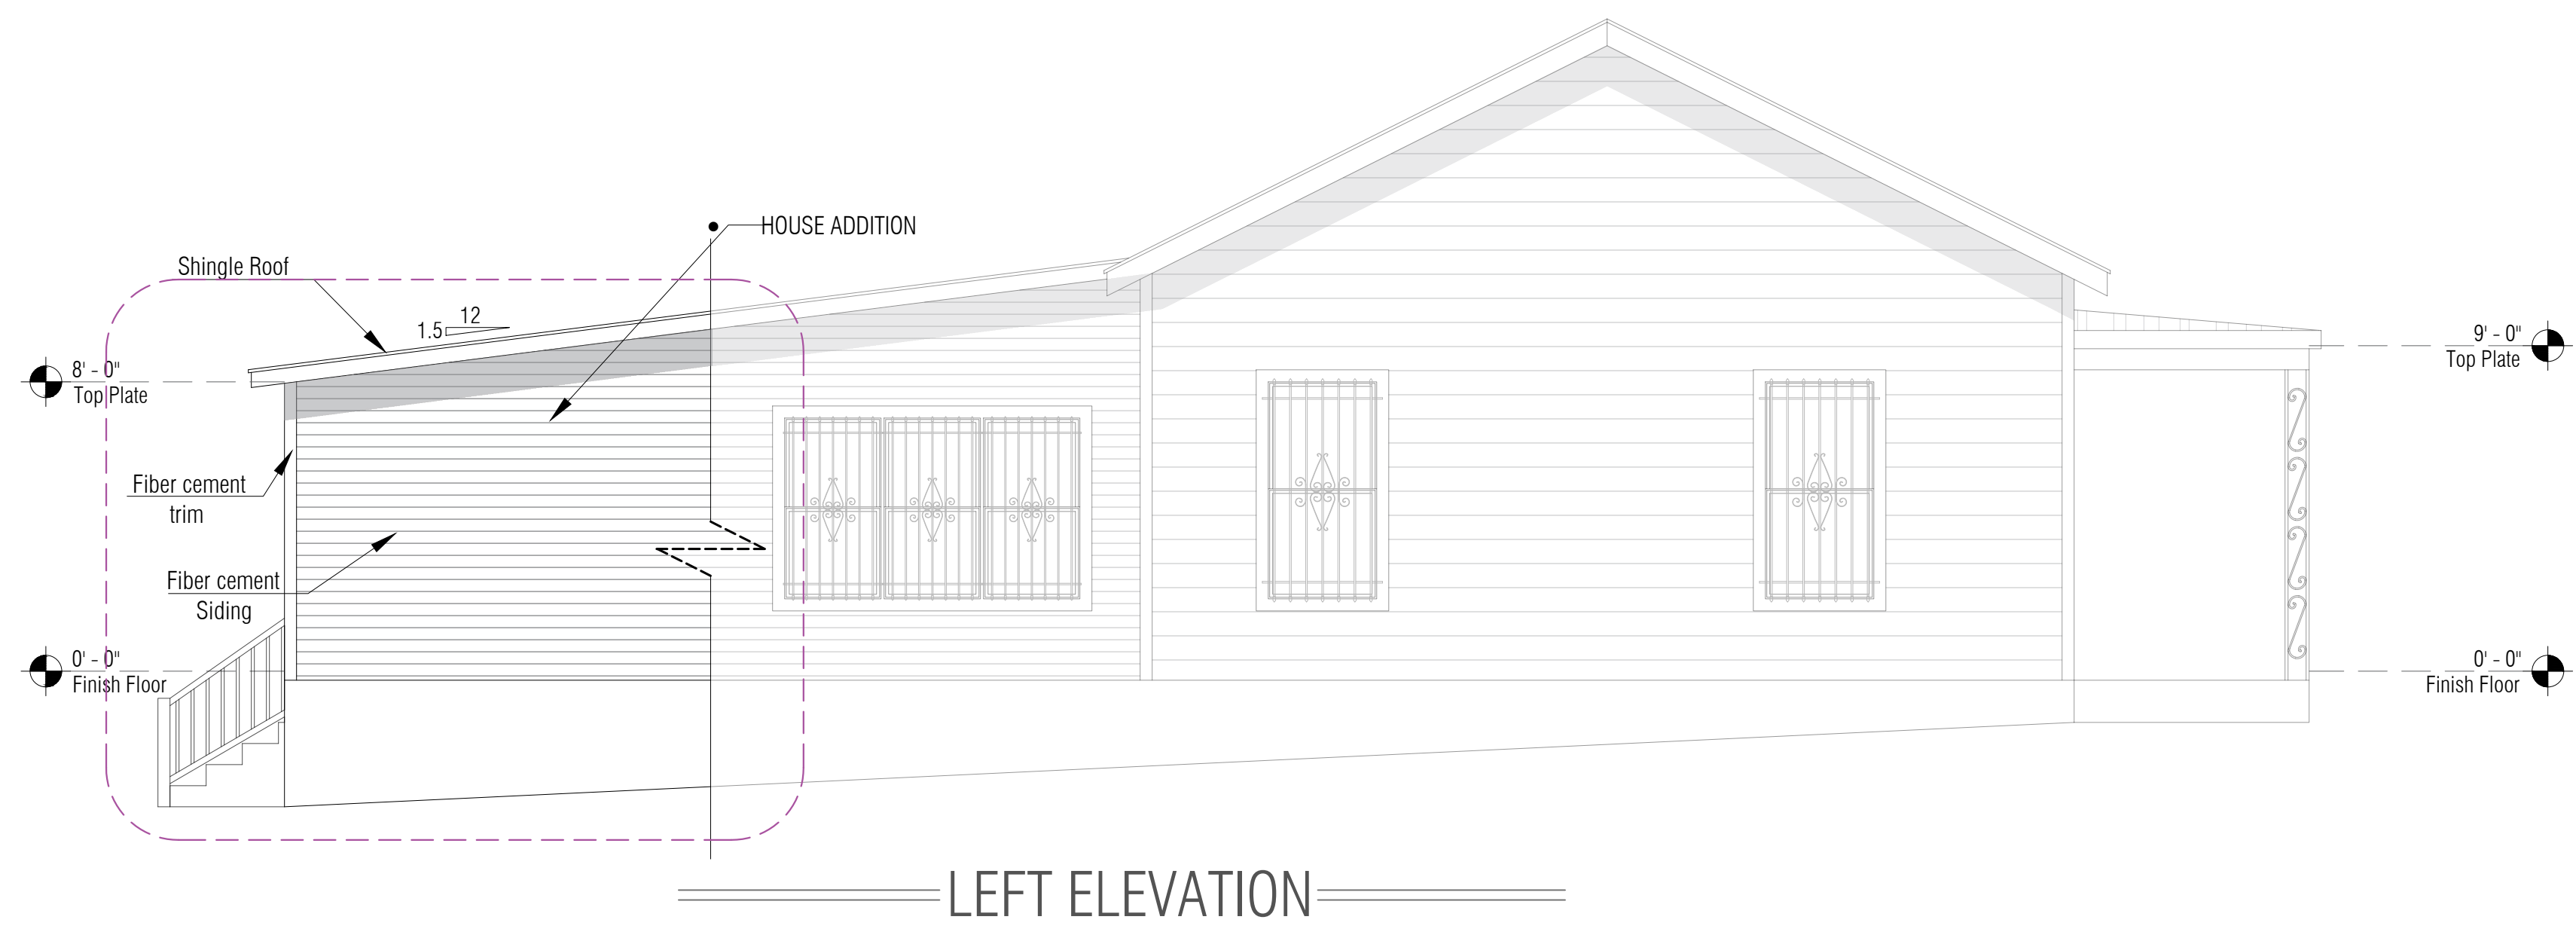 HOUSE ADDITION
Shingle Roof
12
1.5
8' - 0"
Top Plate
9' - 0"
Top Plate
Fiber cement
trim
Fiber cement
Siding
0' - 0"
Finish Floor
0' - 0"
Finish Floor
LEFT ELEVATION